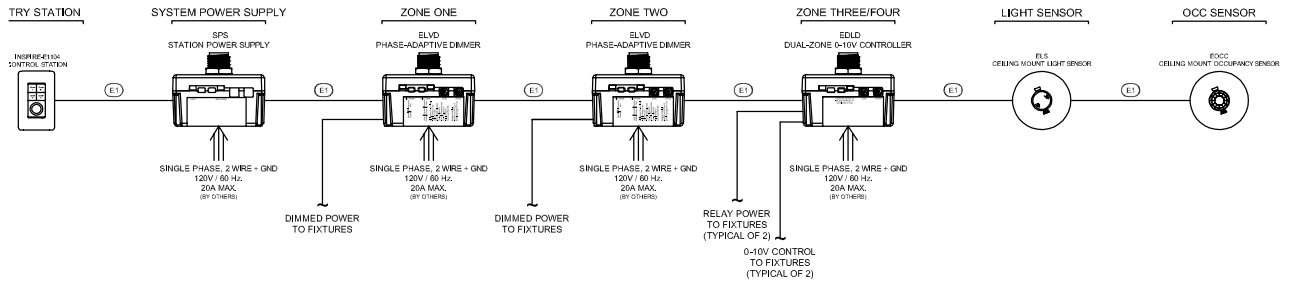 TRY STATION
INSPIRE-E1104
CONTROL STATION
E1
SYSTEM POWER SUPPLY
SPS
STATION POWER SUPPLY
SINGLE PHASE, 2 WIRE + GND
120V / 60 Hz.
20A MAX.
(BY OTHERS)
E1
ZONE ONE
ELVD
PHASE-ADAPTIVE DIMMER
SINGLE PHASE, 2 WIRE + GND
120V / 60 Hz.
20A MAX.
(BY OTHERS)
DIMMED POWER
TO FIXTURES
E1
ZONE TWO
ELVD
PHASE-ADAPTIVE DIMMER
SINGLE PHASE, 2 WIRE + GND
120V / 60 Hz.
20A MAX.
(BY OTHERS)
DIMMED POWER
TO FIXTURES
E1
ZONE THREE/FOUR
EDLD
DUAL-ZONE 0-10V CONTROLLER
SINGLE PHASE, 2 WIRE + GND
120V / 60 Hz.
20A MAX.
(BY OTHERS)
RELAY POWER
TO FIXTURES
(TYPICAL OF 2)
0-10V CONTROL
TO FIXTURES
(TYPICAL OF 2)
E1
LIGHT SENSOR
ELS
CEILING MOUNT LIGHT SENSOR
E1
OCC SENSOR
EOCC
CEILING MOUNT OCCUPANCY SENSOR